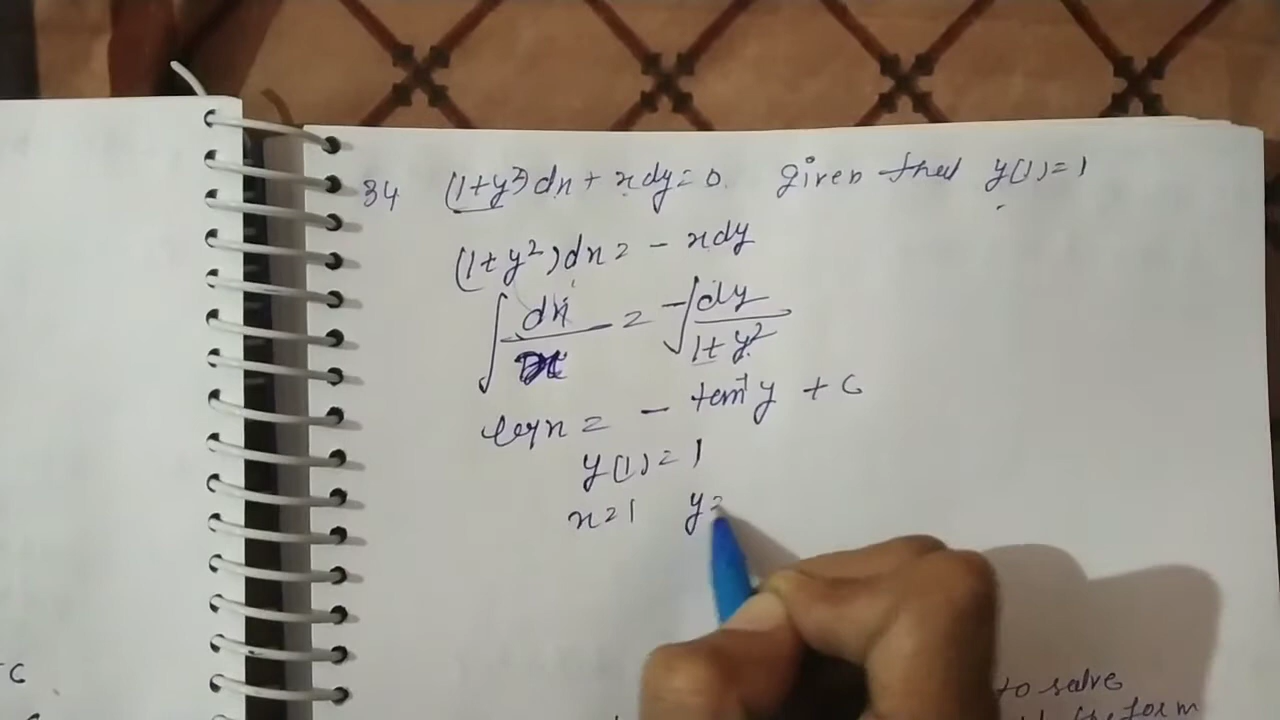 34 (1+y²)dx + xdy = 0. given that y(1) = 1
(1+y²)dx = - xdy
∫ dx/x = -∫ dy/1+y²
log x = - tan⁻¹y + C
y(1) = 1
x=1 y=
+C
to solve
form